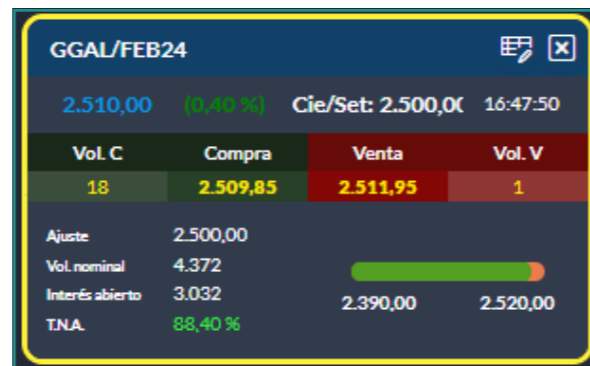 GGAL/FEB24
2.510,00 (0,40 %) Cie/Set: 2.500,0 16:47:50
Vol. C Compra Venta Vol. V
18 2.509,85 2.511,95 1
Ajuste 2.500,00
Vol. nominal 4.372
Interés abierto 3.032
T.N.A. 88,40 %
2.390,00 2.520,00